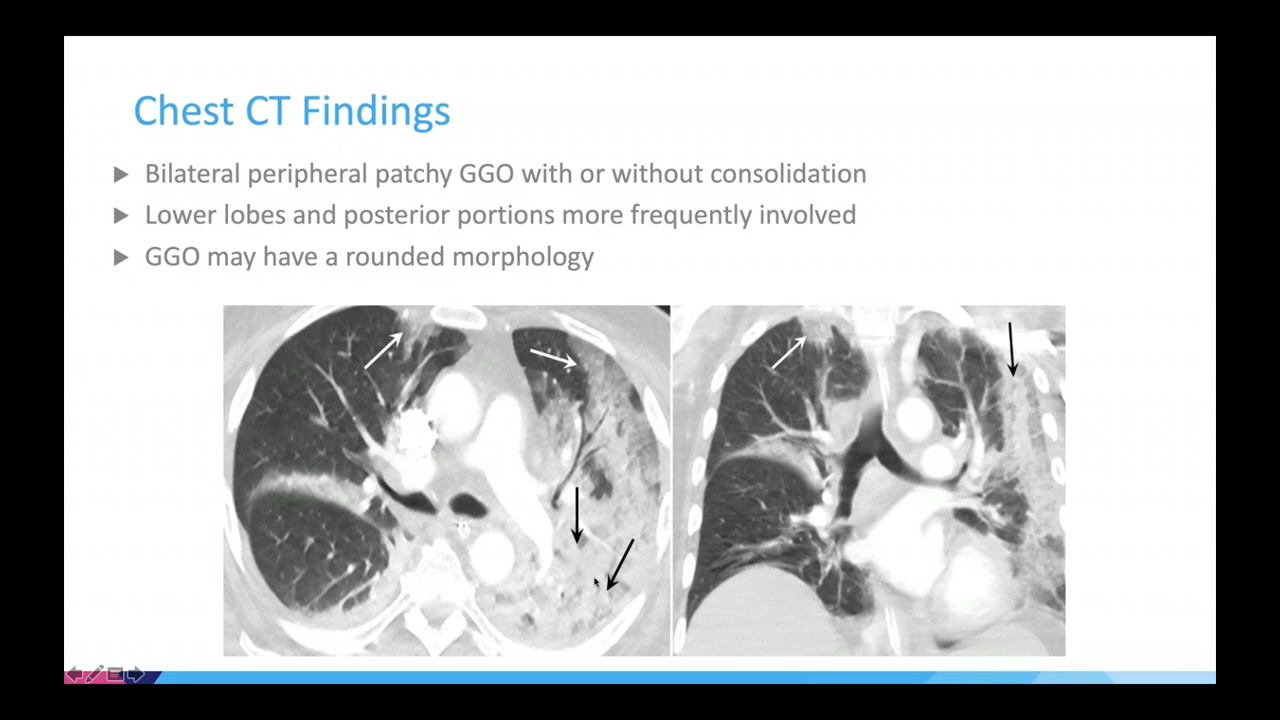 Chest CT Findings
Bilateral peripheral patchy GGO with or without consolidation
Lower lobes and posterior portions more frequently involved
GGO may have a rounded morphology